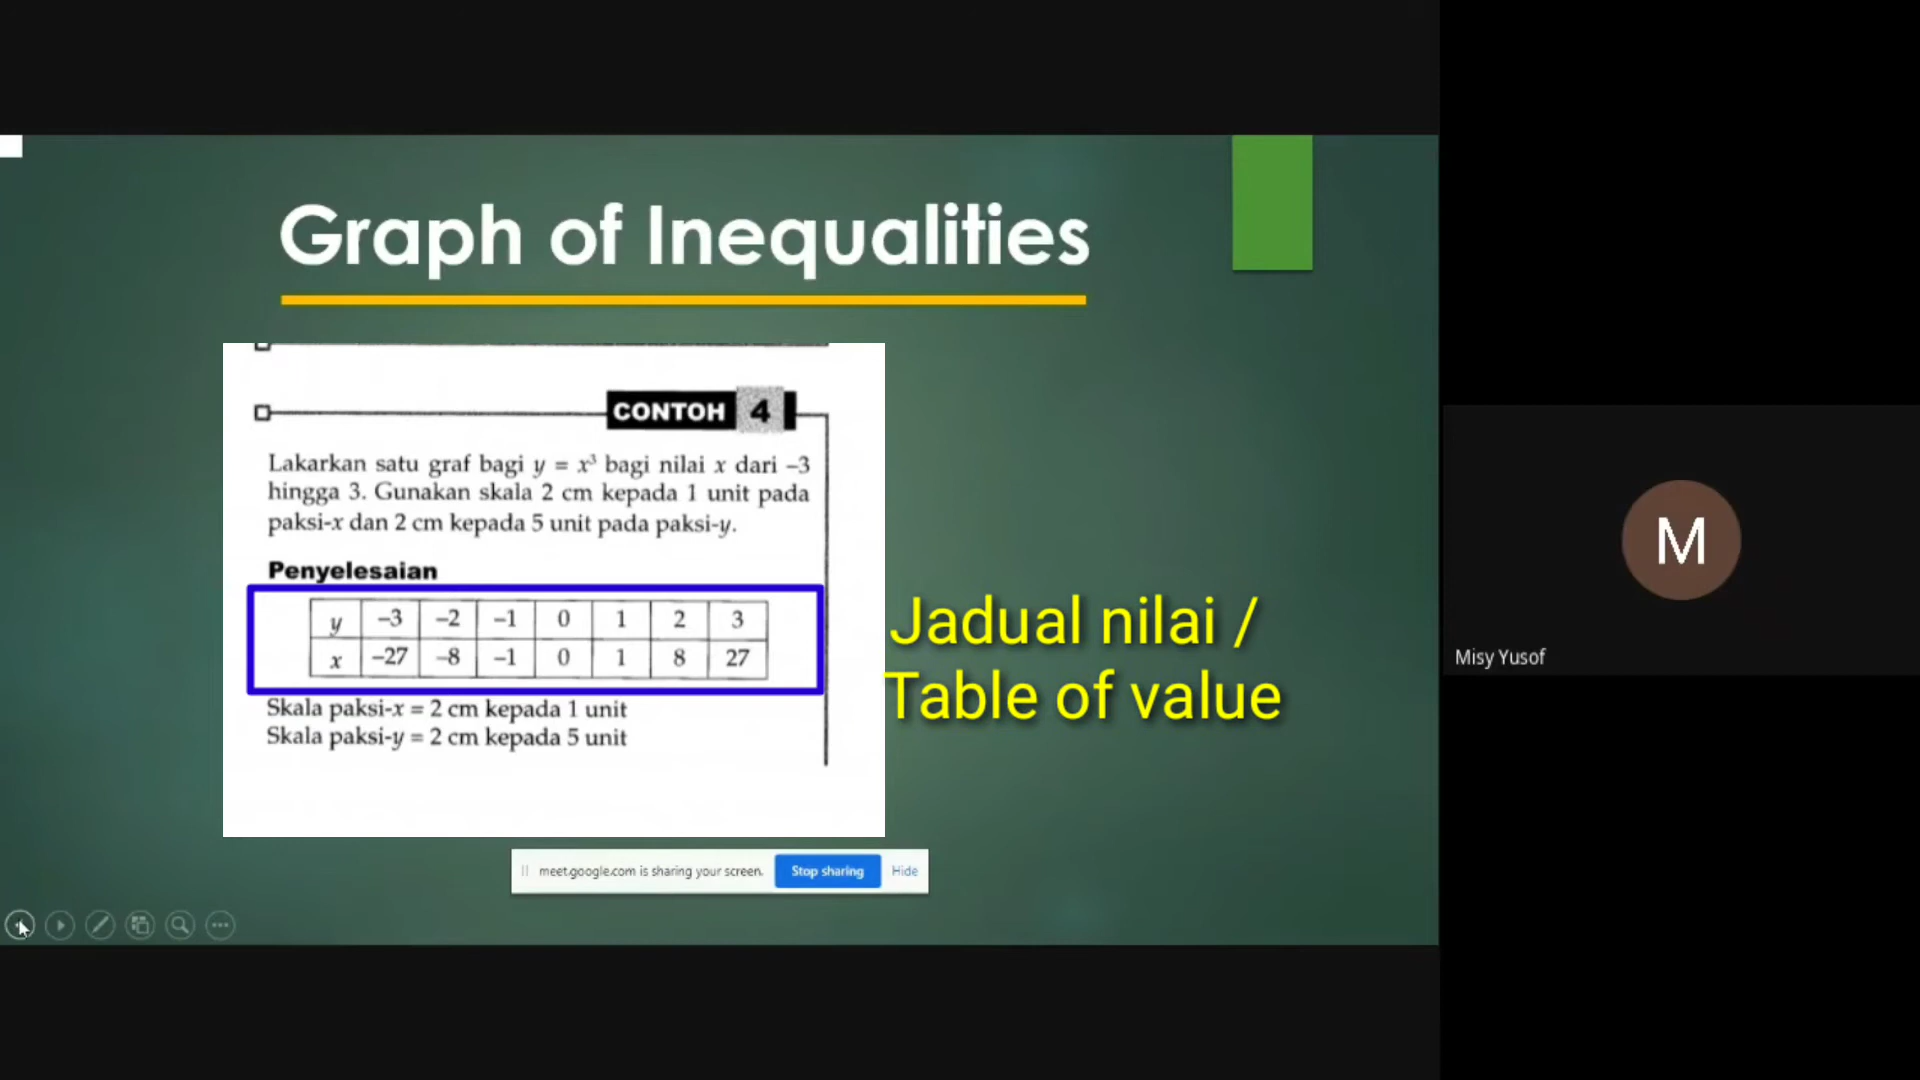 Graph of Inequalities
CONTOH 4
Lakarkan satu graf bagi y = x³ bagi nilai x dari –3
hingga 3. Gunakan skala 2 cm kepada 1 unit pada
paksi-x dan 2 cm kepada 5 unit pada paksi-y.
Penyelesaian
y –3 –2 –1 0 1 2 3
x –27 –8 –1 0 1 8 27
Skala paksi-x = 2 cm kepada 1 unit
Skala paksi-y = 2 cm kepada 5 unit
Jadual nilai /
Table of value
meet.google.com is sharing your screen. Stop sharing Hide
M
Misy Yusof